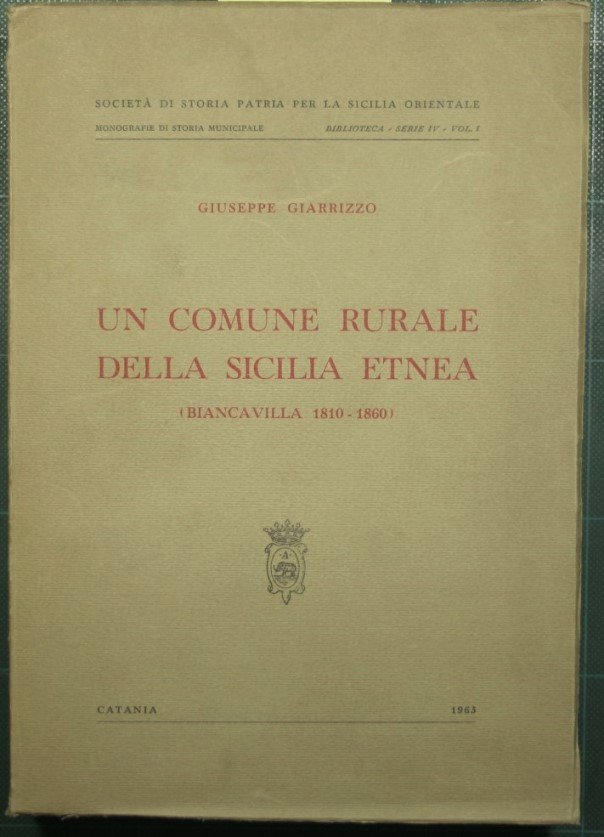 SOCIETÀ DI STORIA PATRIA PER LA SICILIA ORIENTALE
MONOGRAFIE DI STORIA MUNICIPALE BIBLIOTECA - SERIE IV - VOL. I
GIUSEPPE GIARRIZZO
UN COMUNE RURALE
DELLA SICILIA ETNEA
(BIANCAVILLA 1810 - 1860)
A
CATANIA 1963